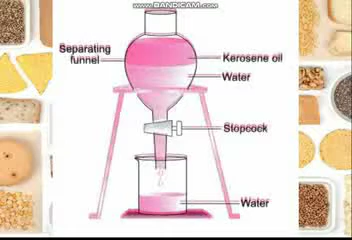 www.BANDICAM.com
Separating
funnel
Kerosene oil
Water
Stopcock
Water